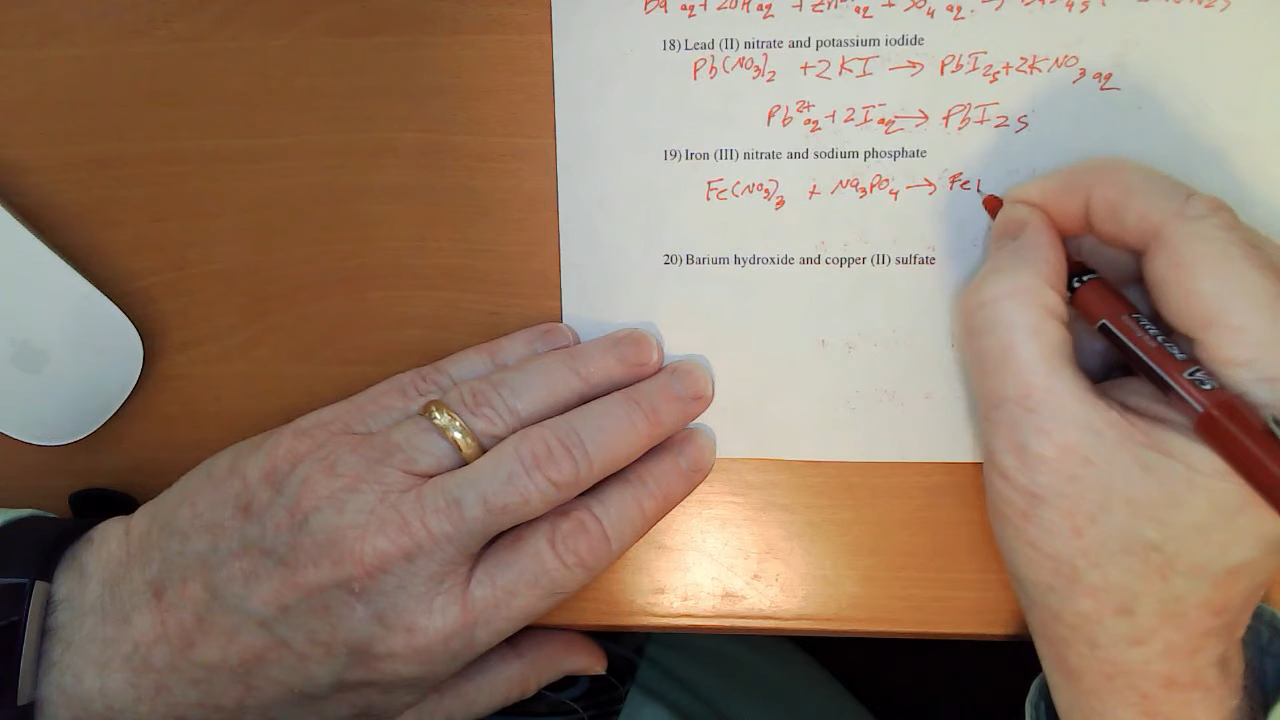 18) Lead (II) nitrate and potassium iodide
Pb(NO3)2 + 2KI → PbI2s + 2KNO3 aq
Pb2+aq + 2I-aq → PbI2s
19) Iron (III) nitrate and sodium phosphate
Fe(NO3)3 + Na3PO4 → Fe
20) Barium hydroxide and copper (II) sulfate
PRECISE V5